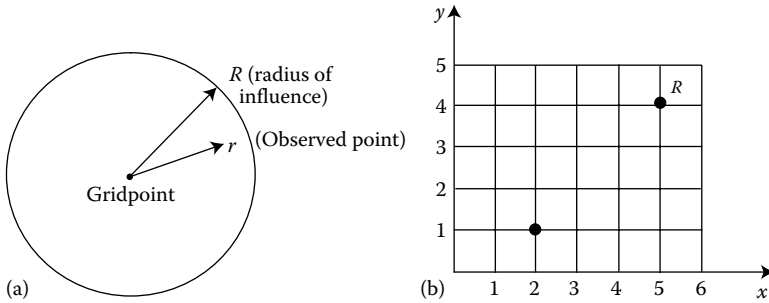 R (radius of
influence)
r (Observed point)
Gridpoint
(a)
y
5
4
3
2
1
R
1 2 3 4 5 6
x
(b)